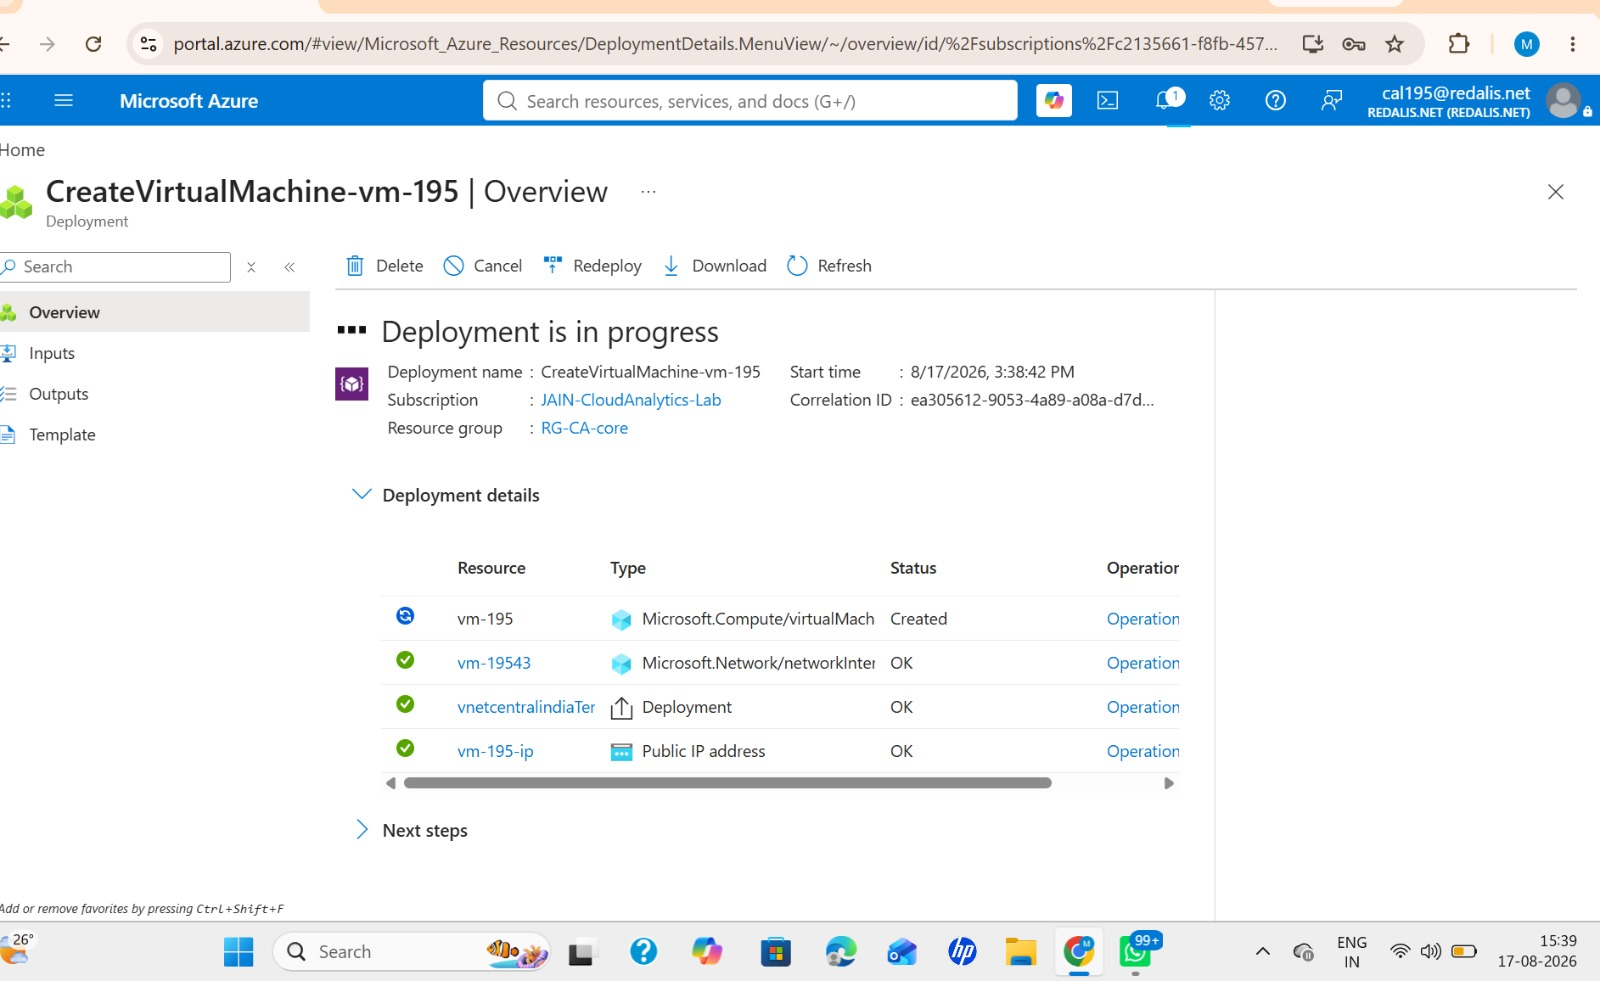 portal.azure.com/#view/Microsoft_Azure_Resources/DeploymentDetails.MenuView/~/overview/id/%2Fsubscriptions%2Fc2135661-f8fb-457...
M
Microsoft Azure
Search resources, services, and docs (G+/)
1
cal195@redalis.net
REDALIS.NET (REDALIS.NET)
Home
CreateVirtualMachine-vm-195 | Overview ...
Deployment
Search
Delete
Cancel
Redeploy
Download
Refresh
Overview
Inputs
Outputs
Template
Deployment is in progress
Deployment name : CreateVirtualMachine-vm-195
Start time : 8/17/2026, 3:38:42 PM
Subscription : JAIN-CloudAnalytics-Lab
Correlation ID : ea305612-9053-4a89-a08a-d7d...
Resource group : RG-CA-core
Deployment details
Resource Type Status Operation
vm-195 Microsoft.Compute/virtualMach Created Operation
vm-19543 Microsoft.Network/networkInter OK Operation
vnetcentralindiaTer Deployment OK Operation
vm-195-ip Public IP address OK Operation
Next steps
Add or remove favorites by pressing Ctrl+Shift+F
26°
Search
hp
M
99+
ENG
IN
15:39
17-08-2026